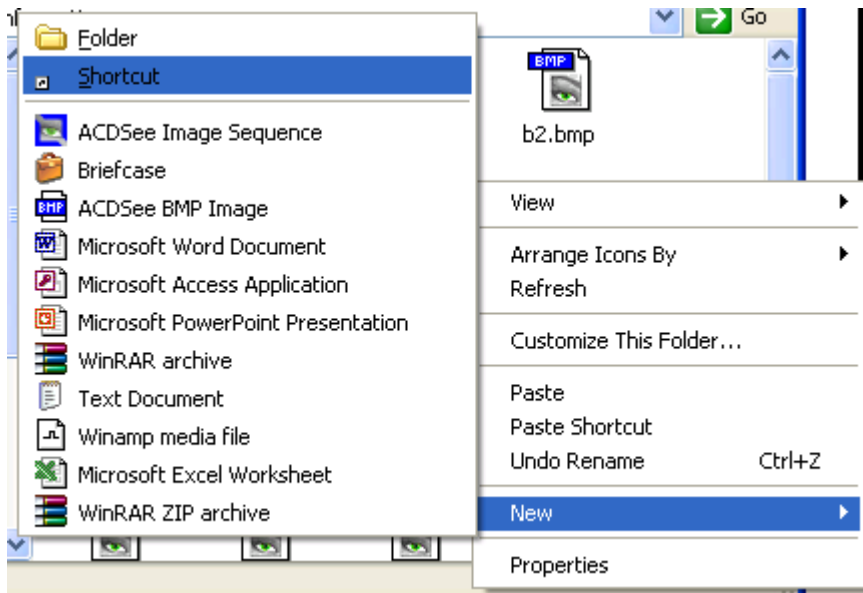 Go
Folder
Shortcut
ACDSee Image Sequence
Briefcase
ACDSee BMP Image
Microsoft Word Document
Microsoft Access Application
Microsoft PowerPoint Presentation
WinRAR archive
Text Document
Winamp media file
Microsoft Excel Worksheet
WinRAR ZIP archive
BMP
b2.bmp
View
Arrange Icons By
Refresh
Customize This Folder...
Paste
Paste Shortcut
Undo Rename Ctrl+Z
New
Properties
BMP